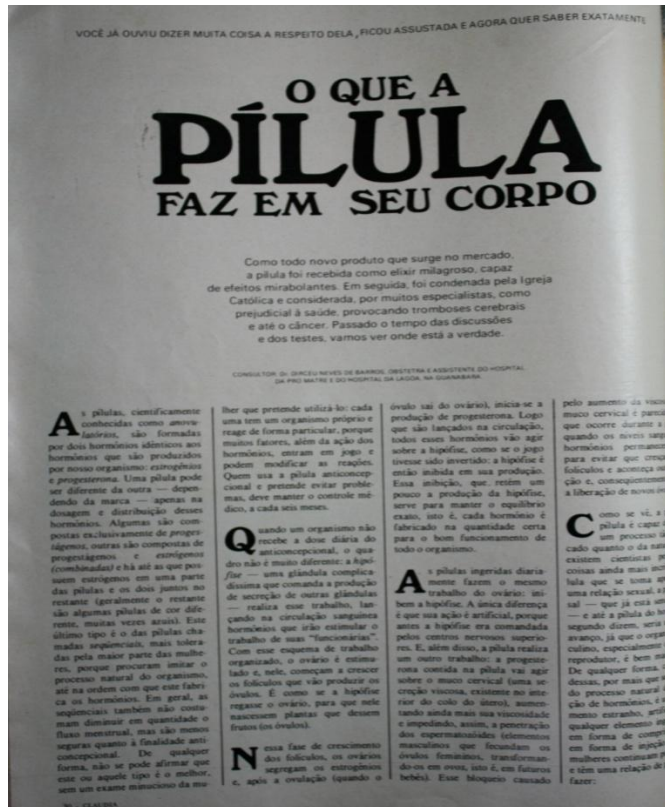 VOCÊ JÁ OUVIU DIZER MUITA COISA A RESPEITO DELA, FICOU ASSUSTADA E AGORA QUER SABER EXATAMENTE
O QUE A
PÍLULA
FAZ EM SEU CORPO
Como todo novo produto que surge no mercado,
a pílula foi recebida como elixir milagroso, capaz
de efeitos mirabolantes. Em seguida, foi condenada pela Igreja
Católica e considerada, por muitos especialistas, como
prejudicial à saúde, provocando tromboses cerebrais
e até o câncer. Passado o tempo das discussões
e dos testes, vamos ver onde está a verdade.
CONSULTOR: Dr. DIRCEU NEVES DE BARROS, OBSTETRA E ASSISTENTE DO HOSPITAL
DA PRO MATRE E DO HOSPITAL DA LAGOA, NA GUANABARA.
As pílulas, cientificamente
conhecidas como anovu-
latórios, são formadas
por dois hormônios idênticos aos
hormônios que são produzidos
por nosso organismo: estrogênios
e progesterona. Uma pílula pode
ser diferente da outra — depen-
dendo da marca — apenas na
dosagem e distribuição desses
hormônios. Algumas são com-
postas exclusivamente de proges-
tágenos, outras são compostas de
progestágenos e estrógenos
(combinadas) e há até as que pos-
suem estrógenos em uma parte
das pílulas e os dois juntos no
restante (geralmente o restante
são algumas pílulas de cor dife-
rente, muitas vezes azuis). Este
último tipo é o das pílulas cha-
madas seqüenciais, mais tolera-
das pela maior parte das mulhe-
res, porque procuram imitar o
processo natural do organismo,
até na ordem com que este fabri-
ca os hormônios. Em geral, as
seqüenciais também não costu-
mam diminuir em quantidade o
fluxo menstrual, mas são menos
seguras quanto à finalidade anti-
concepcional. De qualquer
forma, não se pode afirmar que
este ou aquele tipo é o melhor,
sem um exame minucioso da mu-
lher que pretende utilizá-lo: cada
uma tem um organismo próprio e
reage de forma particular, porque
muitos fatores, além da ação dos
hormônios, entram em jogo e
podem modificar as reações.
Quem usa a pílula anticoncep-
cional e pretende evitar proble-
mas, deve manter o controle mé-
dico, a cada seis meses.
Quando um organismo não
recebe a dose diária do
anticoncepcional, o qua-
dro não é muito diferente: a hipó-
fise — uma glândula complica-
díssima que comanda a produção
de secreção de outras glândulas
— realiza esse trabalho, lan-
çando na circulação sanguínea
hormônios que irão estimular o
trabalho de suas "funcionárias".
Com esse esquema de trabalho
organizado, o ovário é estimu-
lado e, nele, começam a crescer
os folículos que vão produzir os
óvulos. É como se a hipófise
regasse o ovário, para que nele
nascessem plantas que dessem
frutos (os óvulos).
Nessa fase de crescimento
dos folículos, os ovários
segregam os estrogênios
e, após a ovulação (quando o
óvulo sai do ovário), inicia-se a
produção de progesterona. Logo
que são lançados na circulação,
todos esses hormônios vão agir
sobre a hipófise, como se o jogo
tivesse sido invertido: a hipófise é
então inibida na sua produção.
Essa inibição, que retém um
pouco a produção da hipófise,
serve para manter o equilíbrio
exato, isto é, cada hormônio é
fabricado na quantidade certa
para o bom funcionamento de
todo o organismo.
As pílulas ingeridas diaria-
mente fazem o mesmo
trabalho do ovário: ini-
bem a hipófise. A única diferença
é que sua ação é artificial, porque
antes a hipófise era comandada
pelos centros nervosos superio-
res. E, além disso, a pílula realiza
um outro trabalho: a progeste-
rona contida na pílula vai agir
sobre o muco cervical (uma se-
creção viscosa, existente no inte-
rior do colo do útero), aumen-
tando ainda mais sua viscosidade
e impedindo, assim, a penetração
dos espermatozóides (elementos
masculinos que fecundam os
óvulos femininos, transforman-
do-os em ovos, isto é, em futuros
bebês). Esse bloqueio causado
pelo aumento da
muco cervical é
que ocorre durante a
quando os níveis
hormônios
para evitar que
folículos e aconteça
ção e, conseqüentemen
a liberação de novos
Como se vê, a
pílula é capaz
um processo
cado quanto o da
existem cientistas
coisas ainda mais
lula que se toma
uma relação sexual,
sal — que já está
— e até a pílula do
segundo dizem, seria
avanço, já que o
culino, especialmente
reprodutor, é bem
De qualquer forma,
dessas, por mais que
do processo natural
ção de hormônios, é
mento estranho,
qualquer elemento
em forma de
em forma de
mulheres continuam
e têm uma relação de
fazer:
CLAUDIA